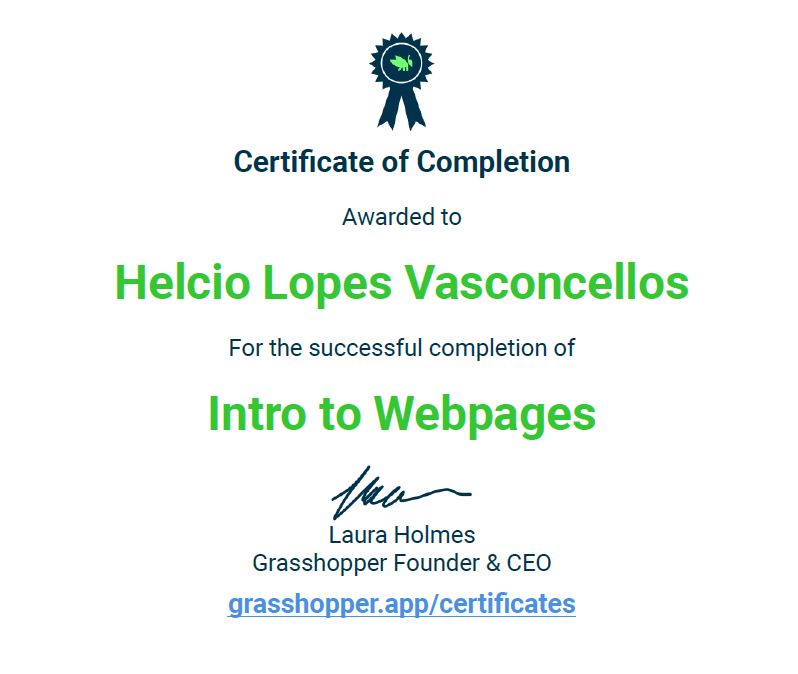 Certificate of Completion
Awarded to
Helcio Lopes Vasconcellos
For the successful completion of
Intro to Webpages
Laura Holmes
Grasshopper Founder & CEO
grasshopper.app/certificates